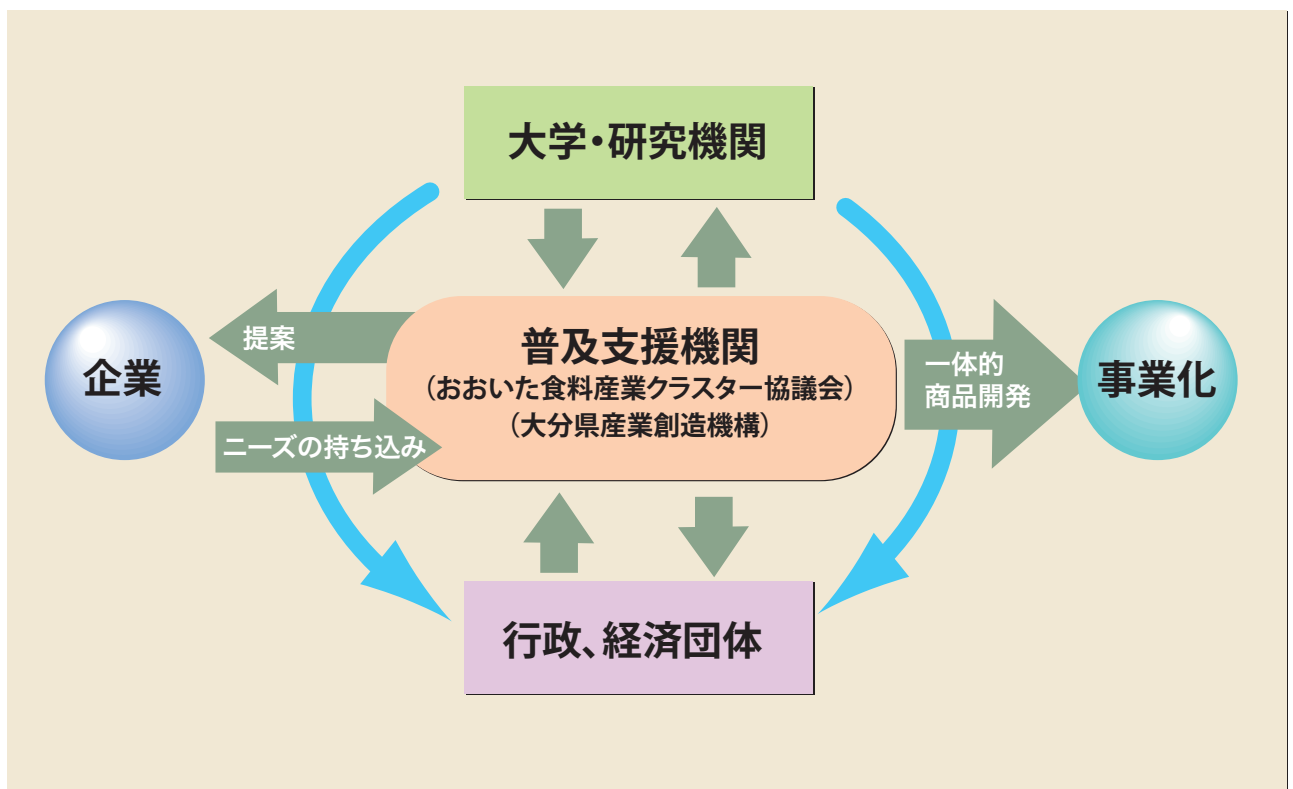 大学・研究機関
提案
企業
ニーズの持ち込み
普及支援機関
（おおいた食料産業クラスター協議会）
（大分県産業創造機構）
一体的
商品開発
事業化
行政、経済団体